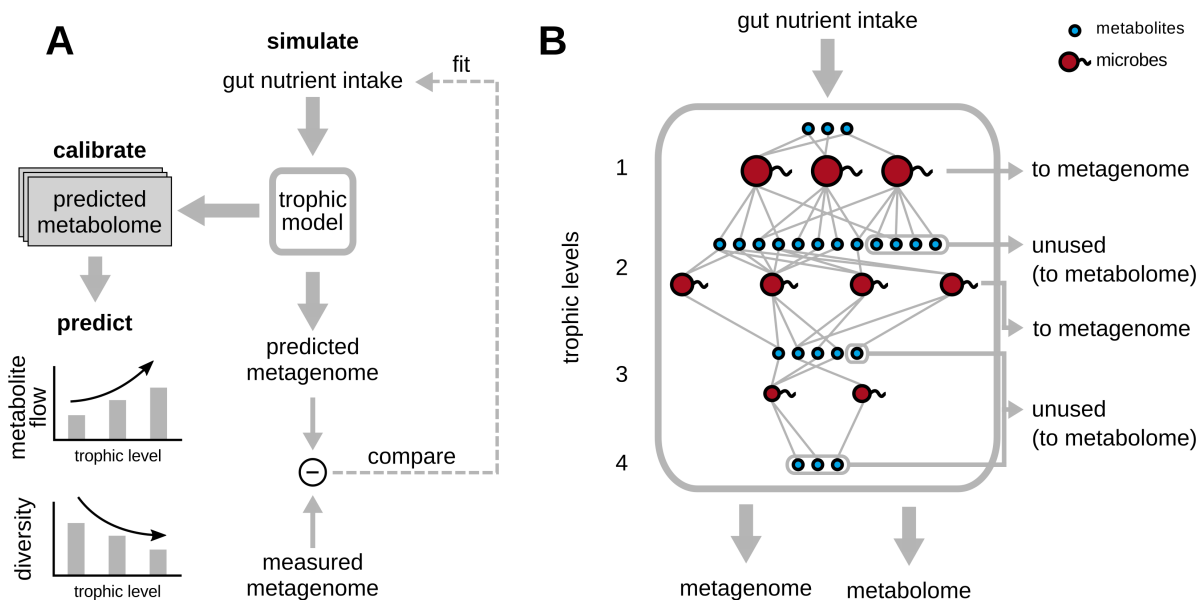 A
simulate
gut nutrient intake
fit
calibrate
predicted
metabolome
trophic
model
predict
predicted
metagenome
metabolite
flow
trophic level
compare
−
diversity
trophic level
measured
metagenome
B
gut nutrient intake
metabolites
microbes
trophic levels
1
to metagenome
unused
(to metabolome)
2
to metagenome
3
unused
(to metabolome)
4
metagenome
metabolome